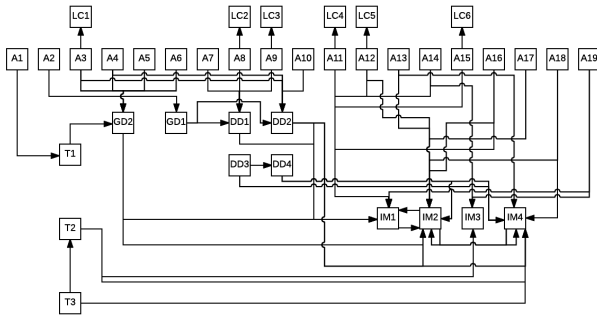 LC1 LC2 LC3 LC4 LC5 LC6
A1 A2 A3 A4 A5 A6 A7 A8 A9 A10 A11 A12 A13 A14 A15 A16 A17 A18 A19
GD2 GD1 DD1 DD2
T1
DD3 DD4
IM1 IM2 IM3 IM4
T2
T3